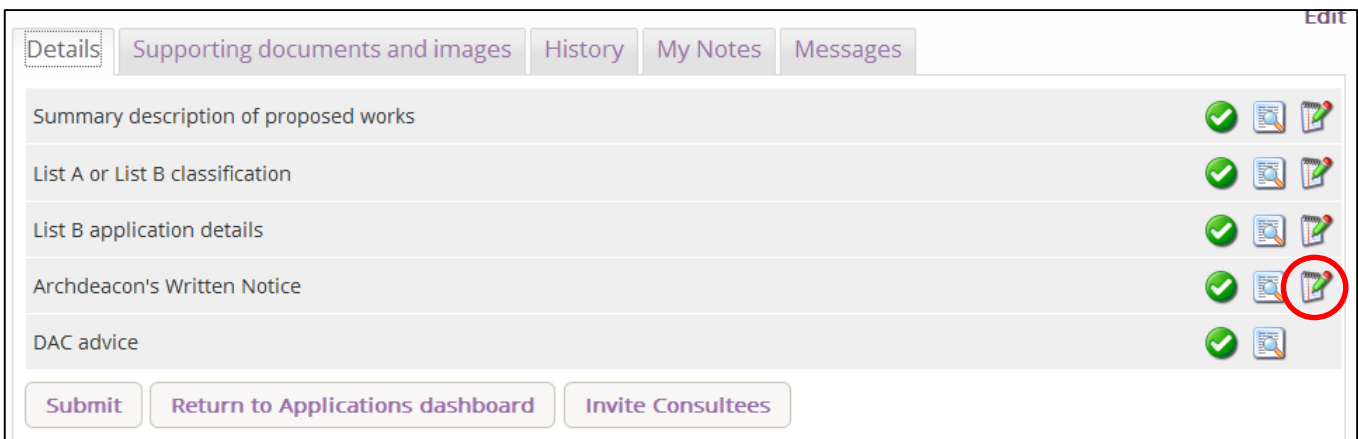 Edit
Details Supporting documents and images History My Notes Messages
Summary description of proposed works
List A or List B classification
List B application details
Archdeacon's Written Notice
DAC advice
Submit Return to Applications dashboard Invite Consultees